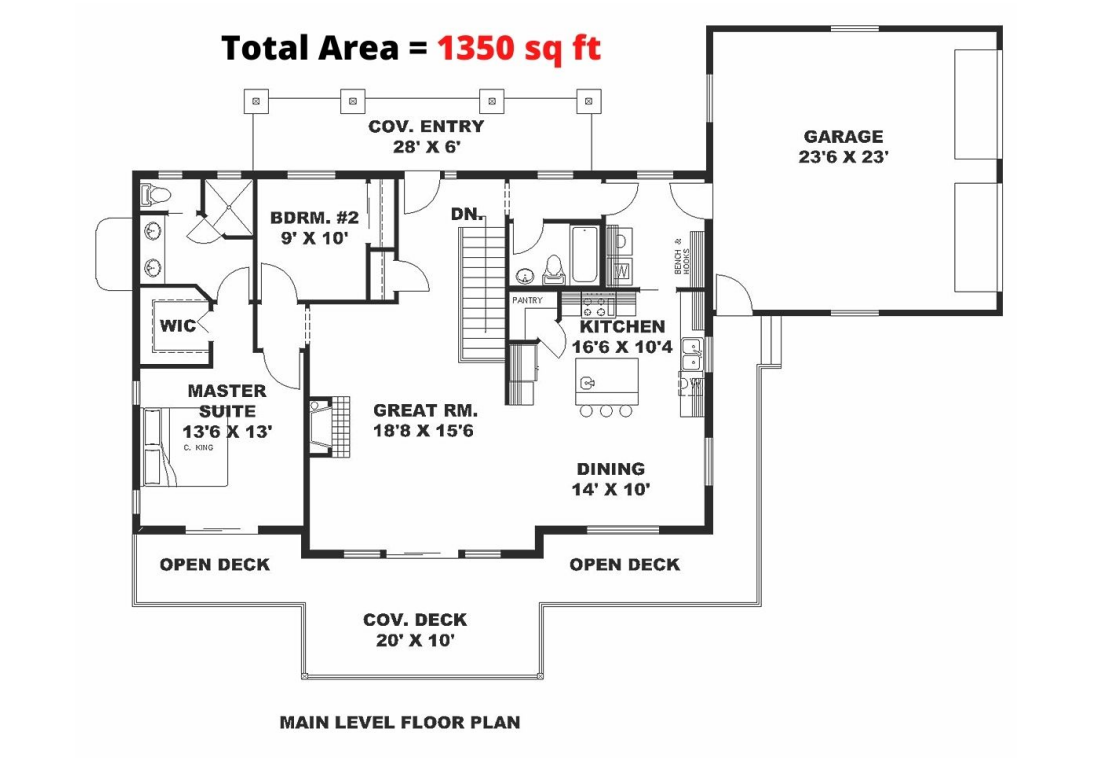 Total Area = 1350 sq ft
COV. ENTRY
28' X 6'
GARAGE
23'6 X 23'
BDRM. #2
9' X 10'
DN.
BENCH &
HOOKS
W
PANTRY
WIC
KITCHEN
16'6 X 10'4
MASTER
SUITE
13'6 X 13'
C. KING
GREAT RM.
18'8 X 15'6
DINING
14' X 10'
OPEN DECK
OPEN DECK
COV. DECK
20' X 10'
MAIN LEVEL FLOOR PLAN